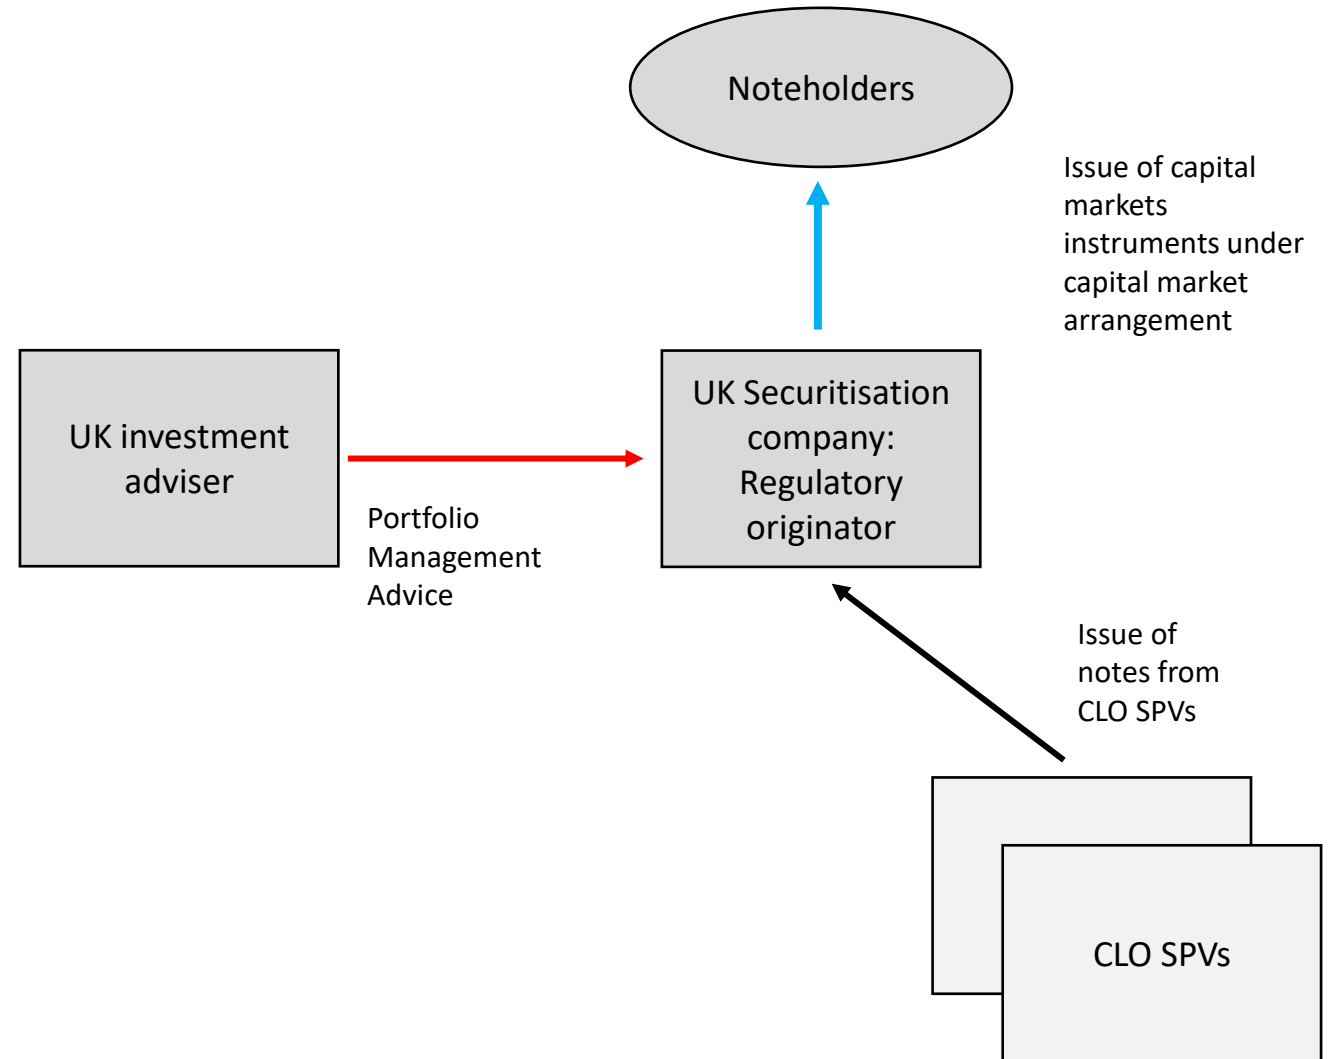 Noteholders
Issue of capital
markets
instruments under
capital market
arrangement
UK investment
adviser
Portfolio
Management
Advice
UK Securitisation
company:
Regulatory
originator
Issue of
notes from
CLO SPVs
CLO SPVs